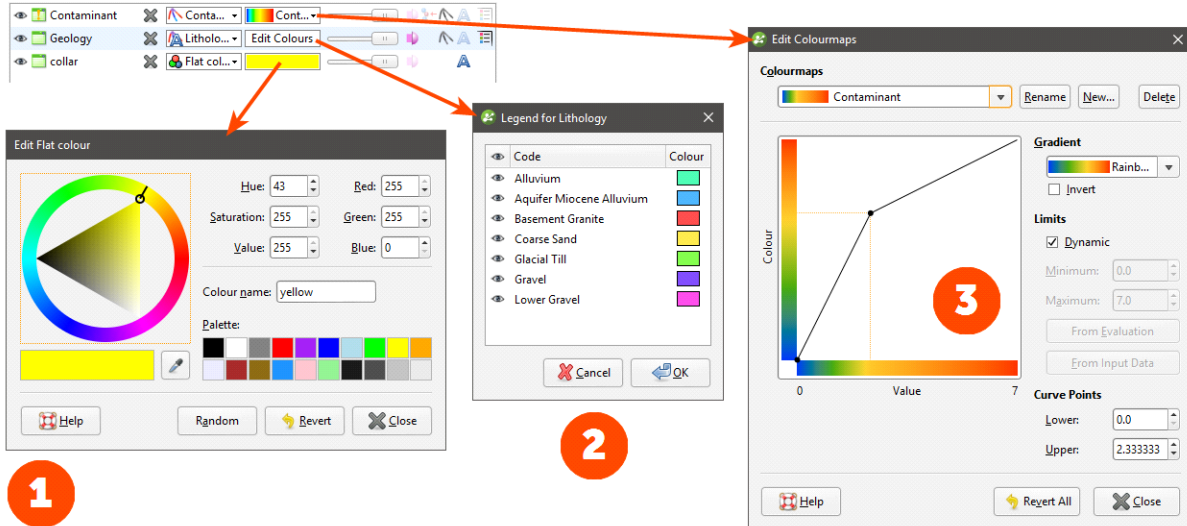 Contaminant Conta... Cont...
Geology Litholo... Edit Colours
collar Flat col...
Edit Flat colour
Hue: 43 Red: 255
Saturation: 255 Green: 255
Value: 255 Blue: 0
Colour name: yellow
Palette:
Help Random Revert Close
1
Legend for Lithology
Code Colour
Alluvium
Aquifer Miocene Alluvium
Basement Granite
Coarse Sand
Glacial Till
Gravel
Lower Gravel
Cancel OK
2
Edit Colourmaps
Colourmaps
Contaminant Rename New... Delete
Gradient
Rainb...
Invert
Limits
Dynamic
Minimum: 0.0
Maximum: 7.0
From Evaluation
From Input Data
Colour
0 Value 7
3
Curve Points
Lower: 0.0
Upper: 2.333333
Help Revert All Close